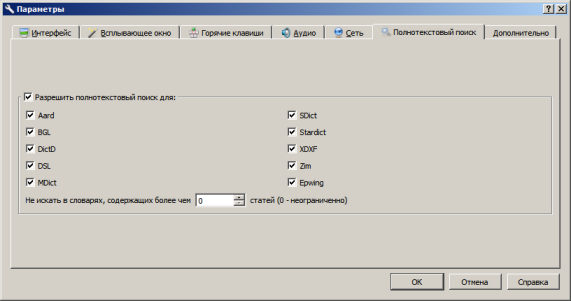 Параметры
Интерфейс Всплывающее окно Горячие клавиши Аудио Сеть Полнотекстовый поиск Дополнительно
Разрешить полнотекстовый поиск для:
Aard SDict
BGL Stardict
DictD XDXF
DSL Zim
MDict Epwing
Не искать в словарях, содержащих более чем 0 статей (0 - неограниченно)
OK Отмена Справка